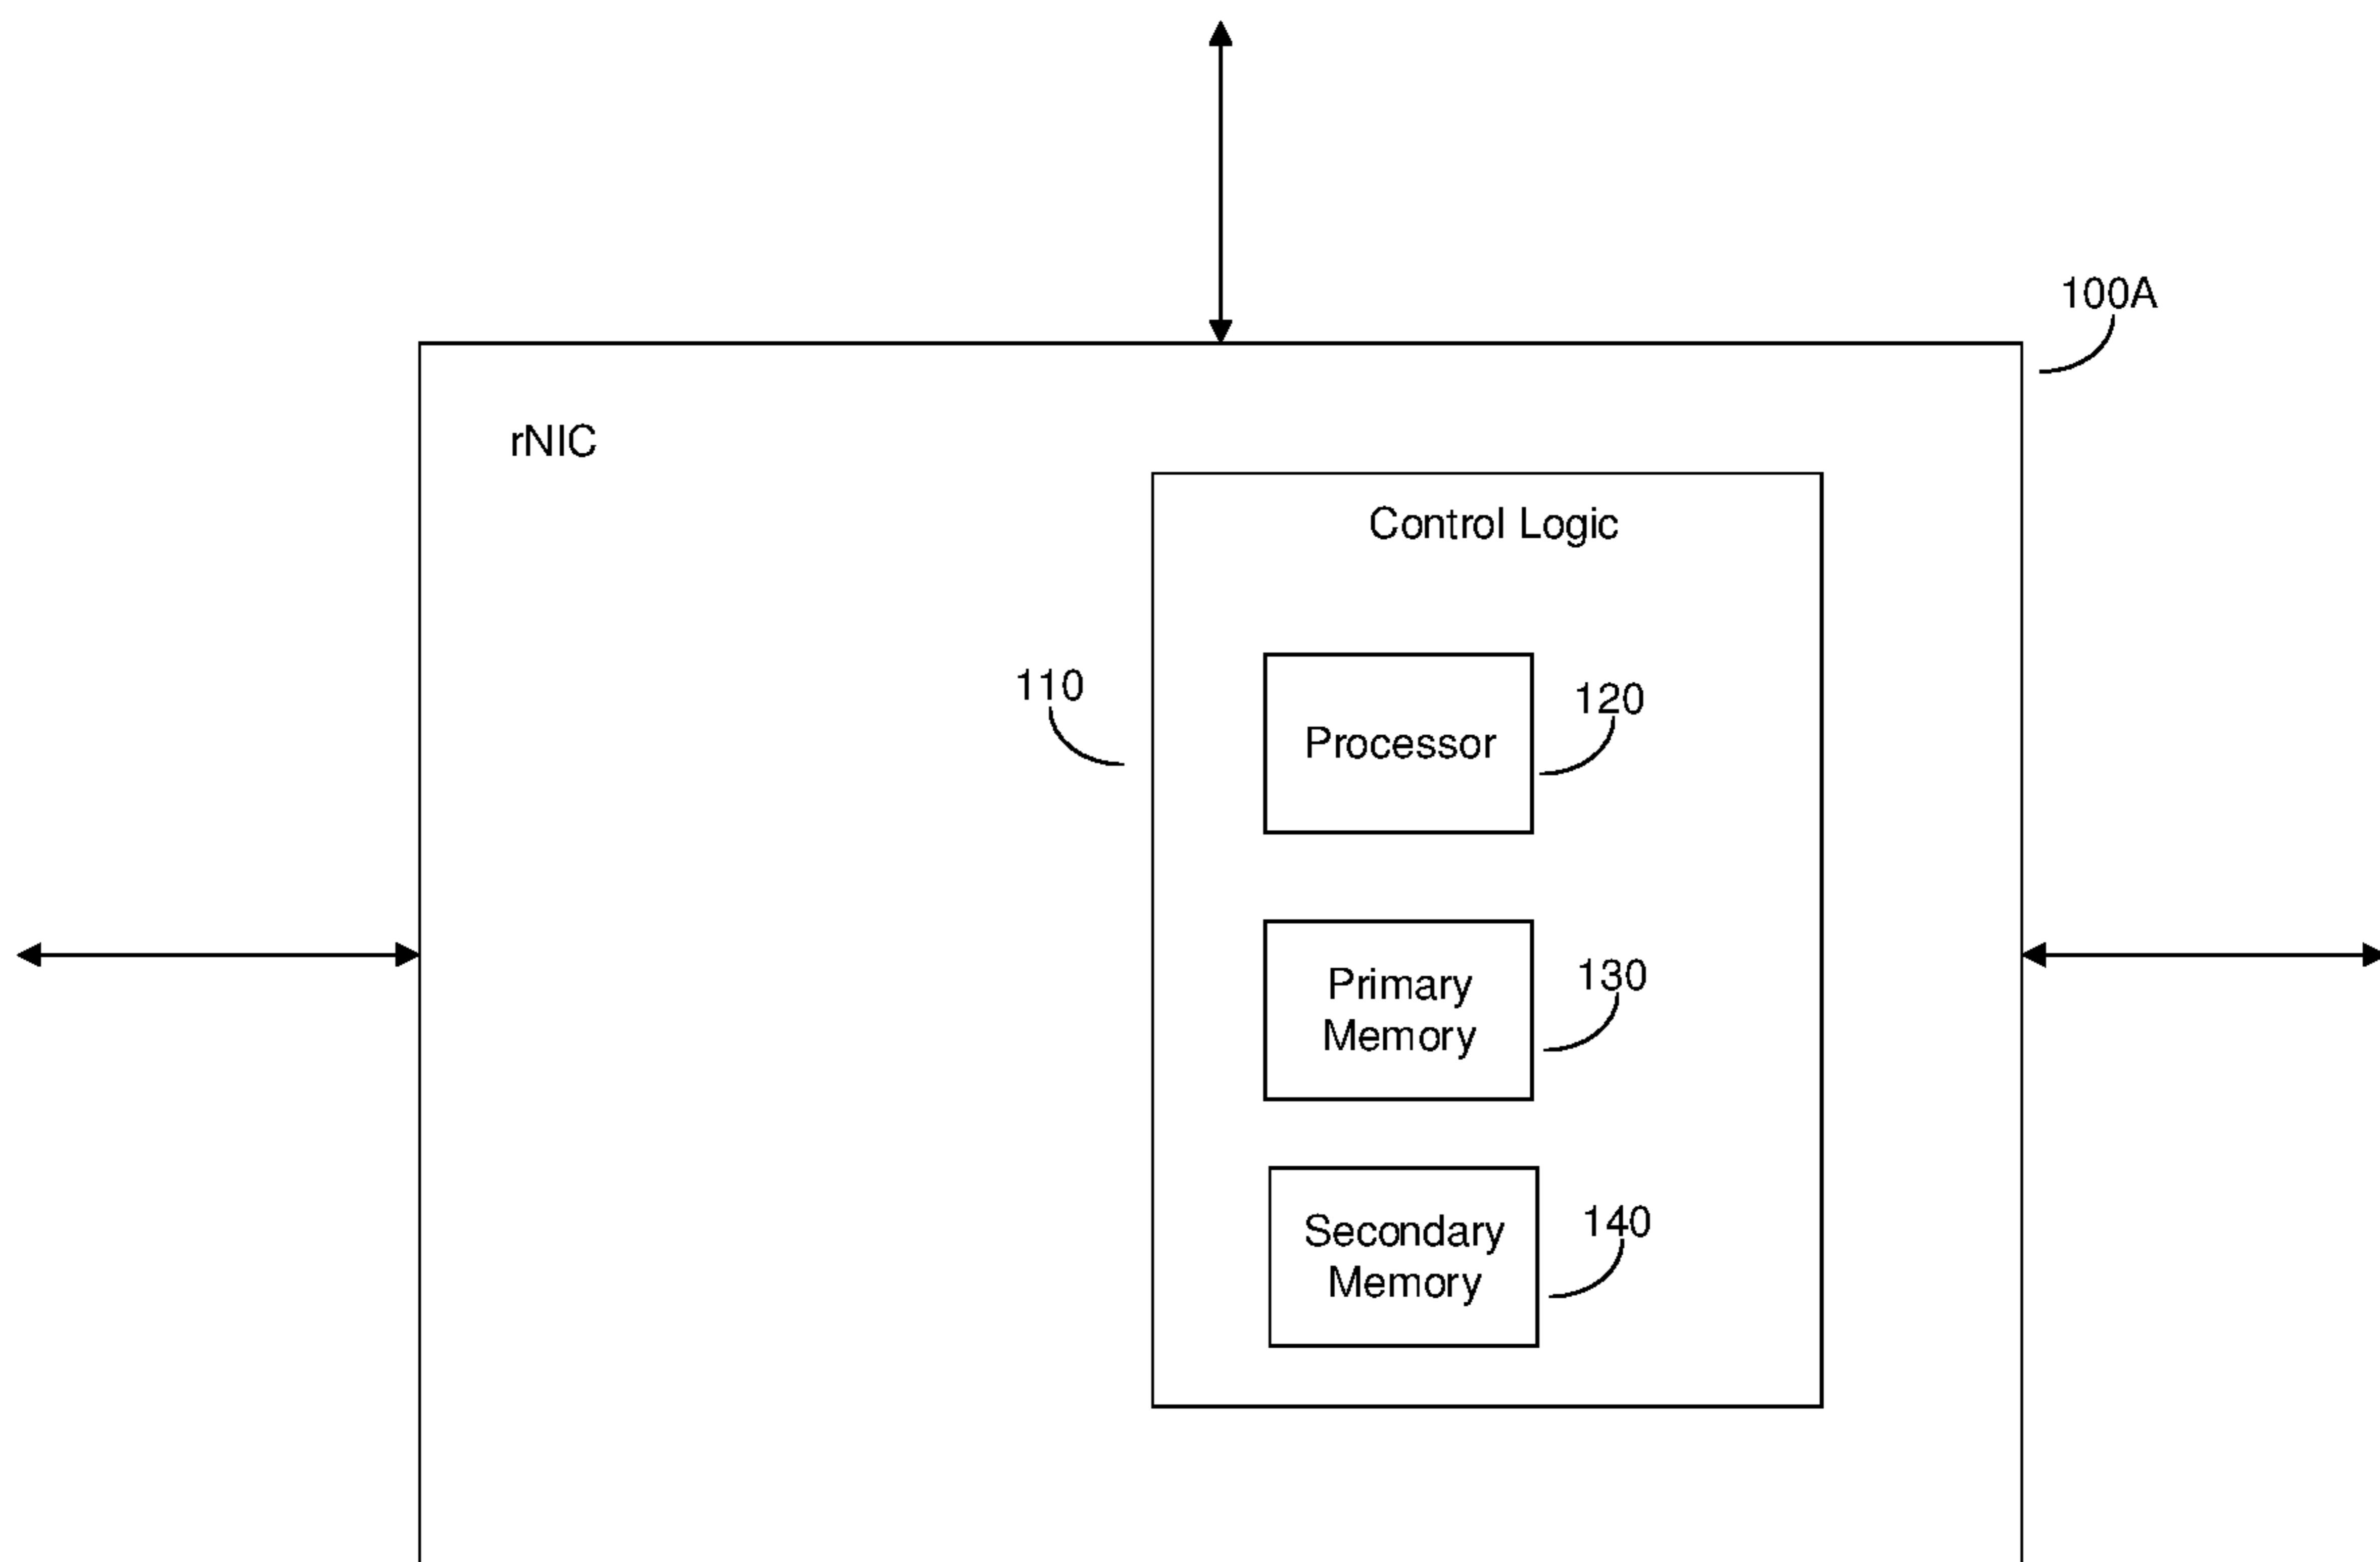 100A
rNIC
Control Logic
110
120
Processor
130
Primary
Memory
140
Secondary
Memory